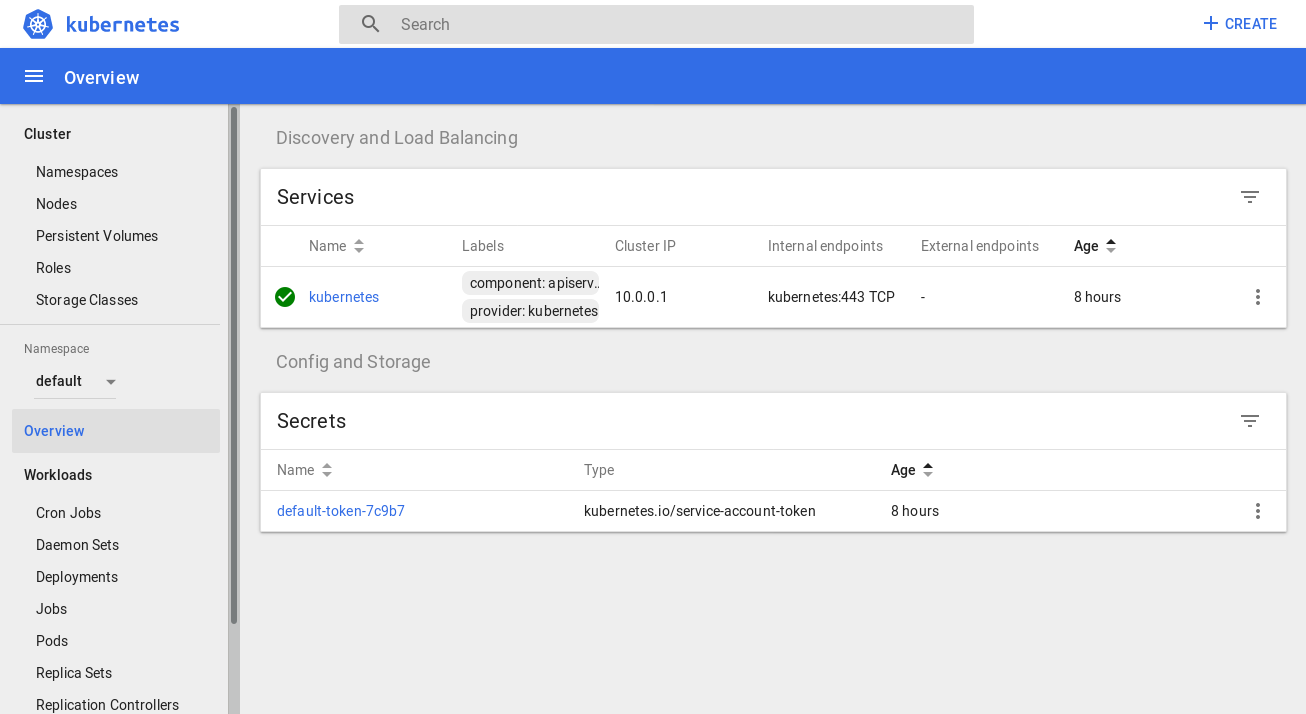 kubernetes
Search
CREATE
Overview
Cluster
Namespaces
Nodes
Persistent Volumes
Roles
Storage Classes
Namespace
default
Overview
Workloads
Cron Jobs
Daemon Sets
Deployments
Jobs
Pods
Replica Sets
Replication Controllers
Discovery and Load Balancing
Services
Name Labels Cluster IP Internal endpoints External endpoints Age
kubernetes component: apiserv.. 10.0.0.1 kubernetes:443 TCP - 8 hours
provider: kubernetes
Config and Storage
Secrets
Name Type Age
default-token-7c9b7 kubernetes.io/service-account-token 8 hours